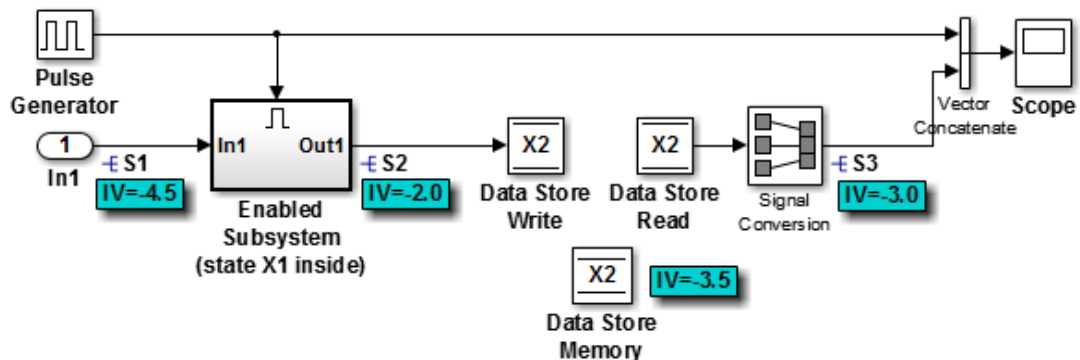 Pulse
Generator
1
In1
S1
IV=-4.5
In1
Out1
Enabled
Subsystem
(state X1 inside)
S2
IV=-2.0
X2
Data Store
Write
X2
Data Store
Read
Signal
Conversion
S3
IV=-3.0
Vector
Concatenate
Scope
X2
IV=-3.5
Data Store
Memory